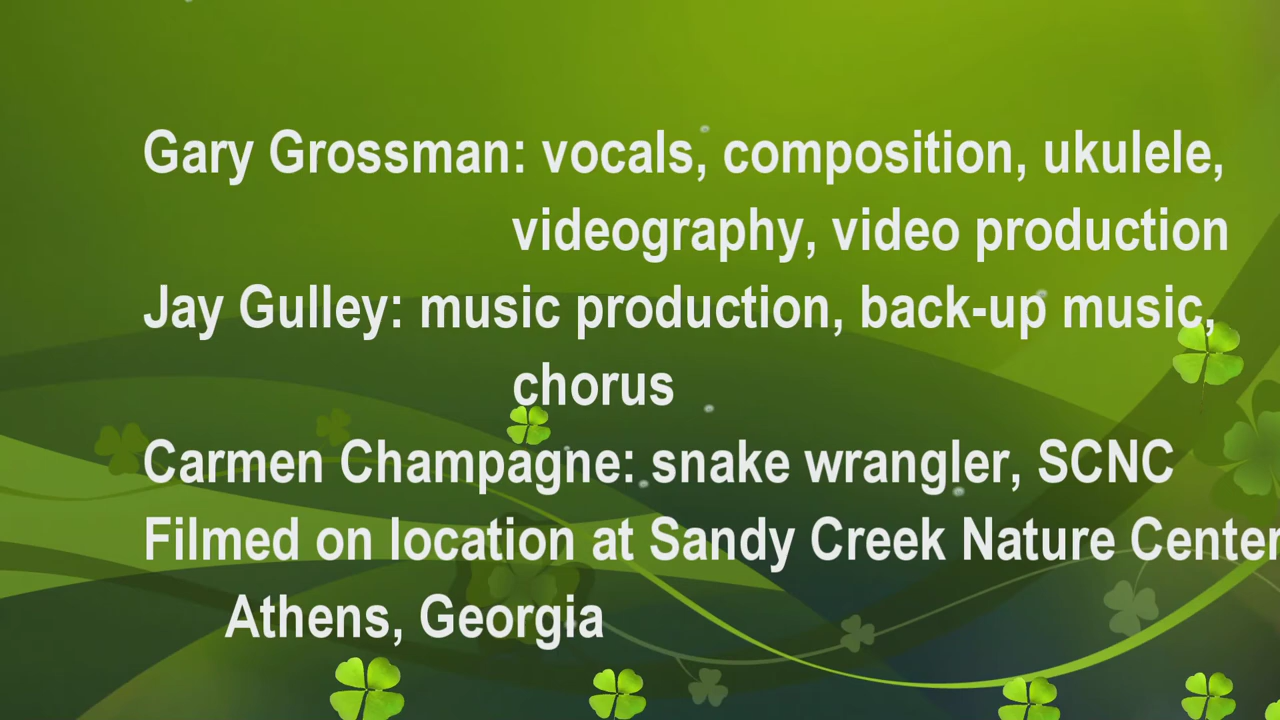 Gary Grossman: vocals, composition, ukulele,
videography, video production
Jay Gulley: music production, back-up music,
chorus
Carmen Champagne: snake wrangler, SCNC
Filmed on location at Sandy Creek Nature Center
Athens, Georgia